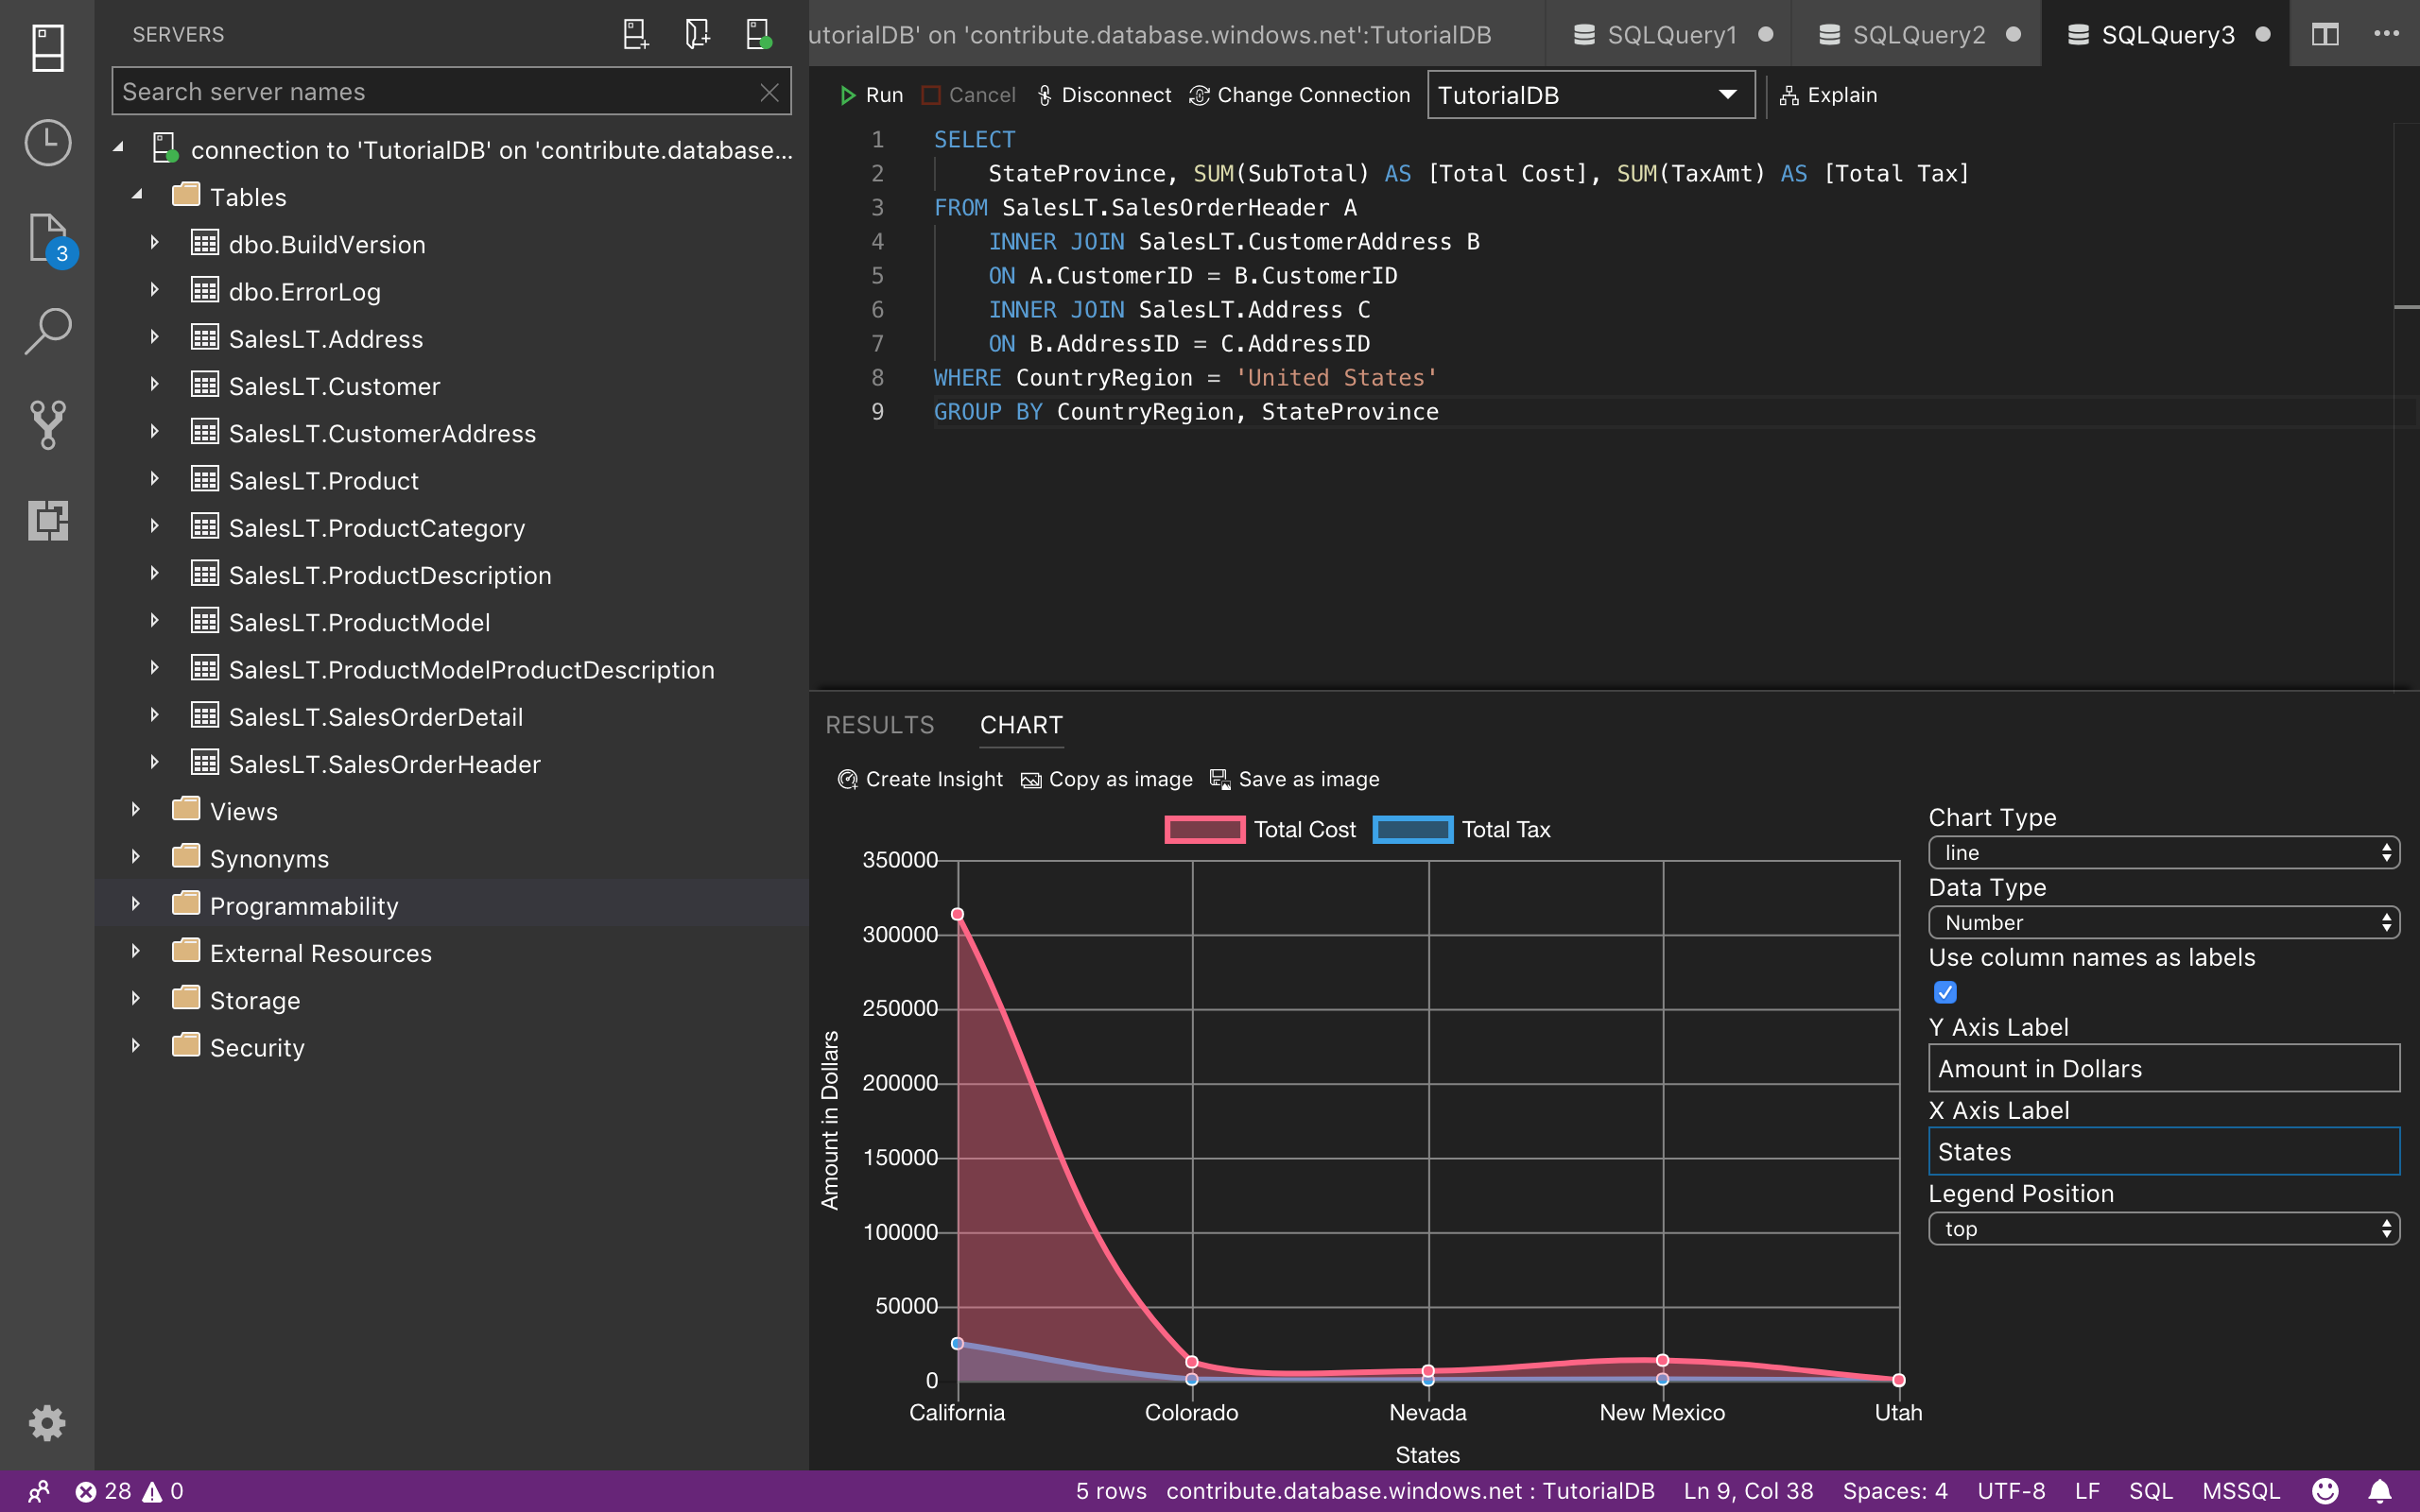 SERVERS
Search server names
connection to 'TutorialDB' on 'contribute.database...
Tables
dbo.BuildVersion
dbo.ErrorLog
SalesLT.Address
SalesLT.Customer
SalesLT.CustomerAddress
SalesLT.Product
SalesLT.ProductCategory
SalesLT.ProductDescription
SalesLT.ProductModel
SalesLT.ProductModelProductDescription
SalesLT.SalesOrderDetail
SalesLT.SalesOrderHeader
Views
Synonyms
Programmability
External Resources
Storage
Security
3
utorialDB' on 'contribute.database.windows.net':TutorialDB
SQLQuery1
SQLQuery2
SQLQuery3
Run Cancel Disconnect Change Connection TutorialDB Explain
1 SELECT
2 StateProvince, SUM(SubTotal) AS [Total Cost], SUM(TaxAmt) AS [Total Tax]
3 FROM SalesLT.SalesOrderHeader A
4 INNER JOIN SalesLT.CustomerAddress B
5 ON A.CustomerID = B.CustomerID
6 INNER JOIN SalesLT.Address C
7 ON B.AddressID = C.AddressID
8 WHERE CountryRegion = 'United States'
9 GROUP BY CountryRegion, StateProvince
RESULTS CHART
Create Insight Copy as image Save as image
Total Cost Total Tax
350000
300000
250000
200000
150000
100000
50000
0
Amount in Dollars
California Colorado Nevada New Mexico Utah
States
Chart Type
line
Data Type
Number
Use column names as labels
Y Axis Label
Amount in Dollars
X Axis Label
States
Legend Position
top
28 0
5 rows contribute.database.windows.net : TutorialDB Ln 9, Col 38 Spaces: 4 UTF-8 LF SQL MSSQL